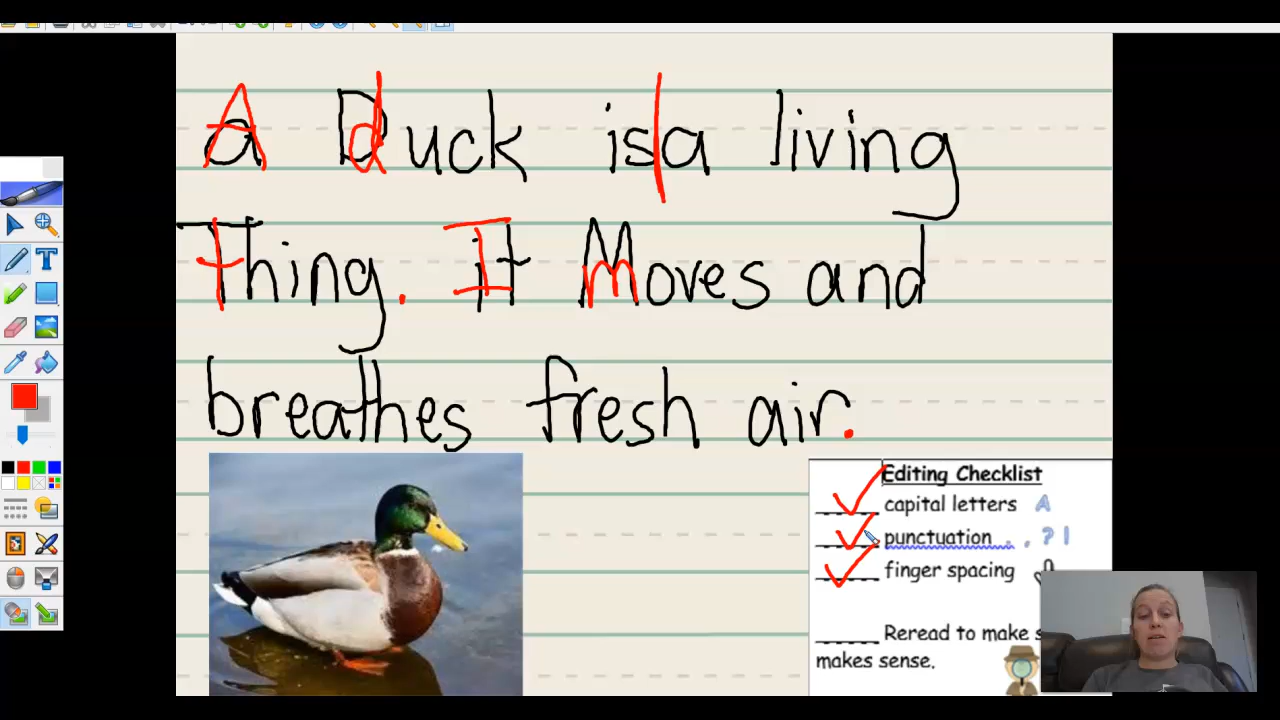 A duck is a living
thing. It moves and
breathes fresh air.
Editing Checklist
capital letters A
punctuation . , ? !
finger spacing
Reread to make
makes sense.